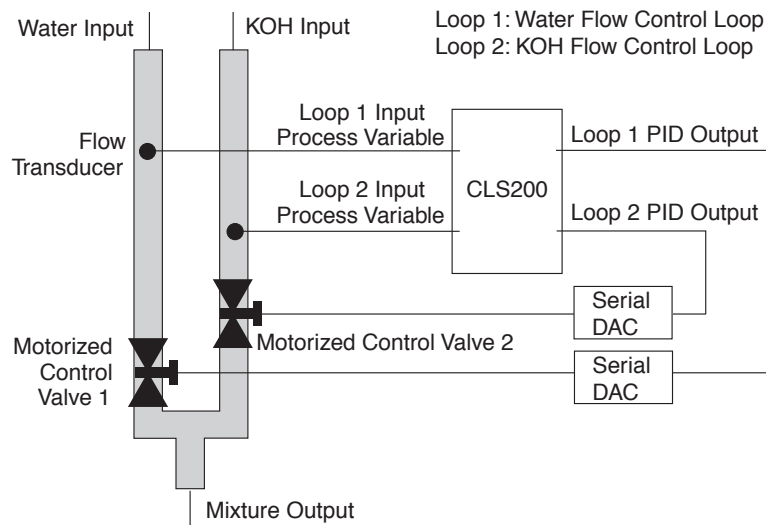 Water Input
KOH Input
Loop 1: Water Flow Control Loop
Loop 2: KOH Flow Control Loop
Flow
Transducer
Loop 1 Input
Process Variable
Loop 2 Input
Process Variable
CLS200
Loop 1 PID Output
Loop 2 PID Output
Serial
DAC
Motorized Control Valve 2
Motorized
Control
Valve 1
Serial
DAC
Mixture Output